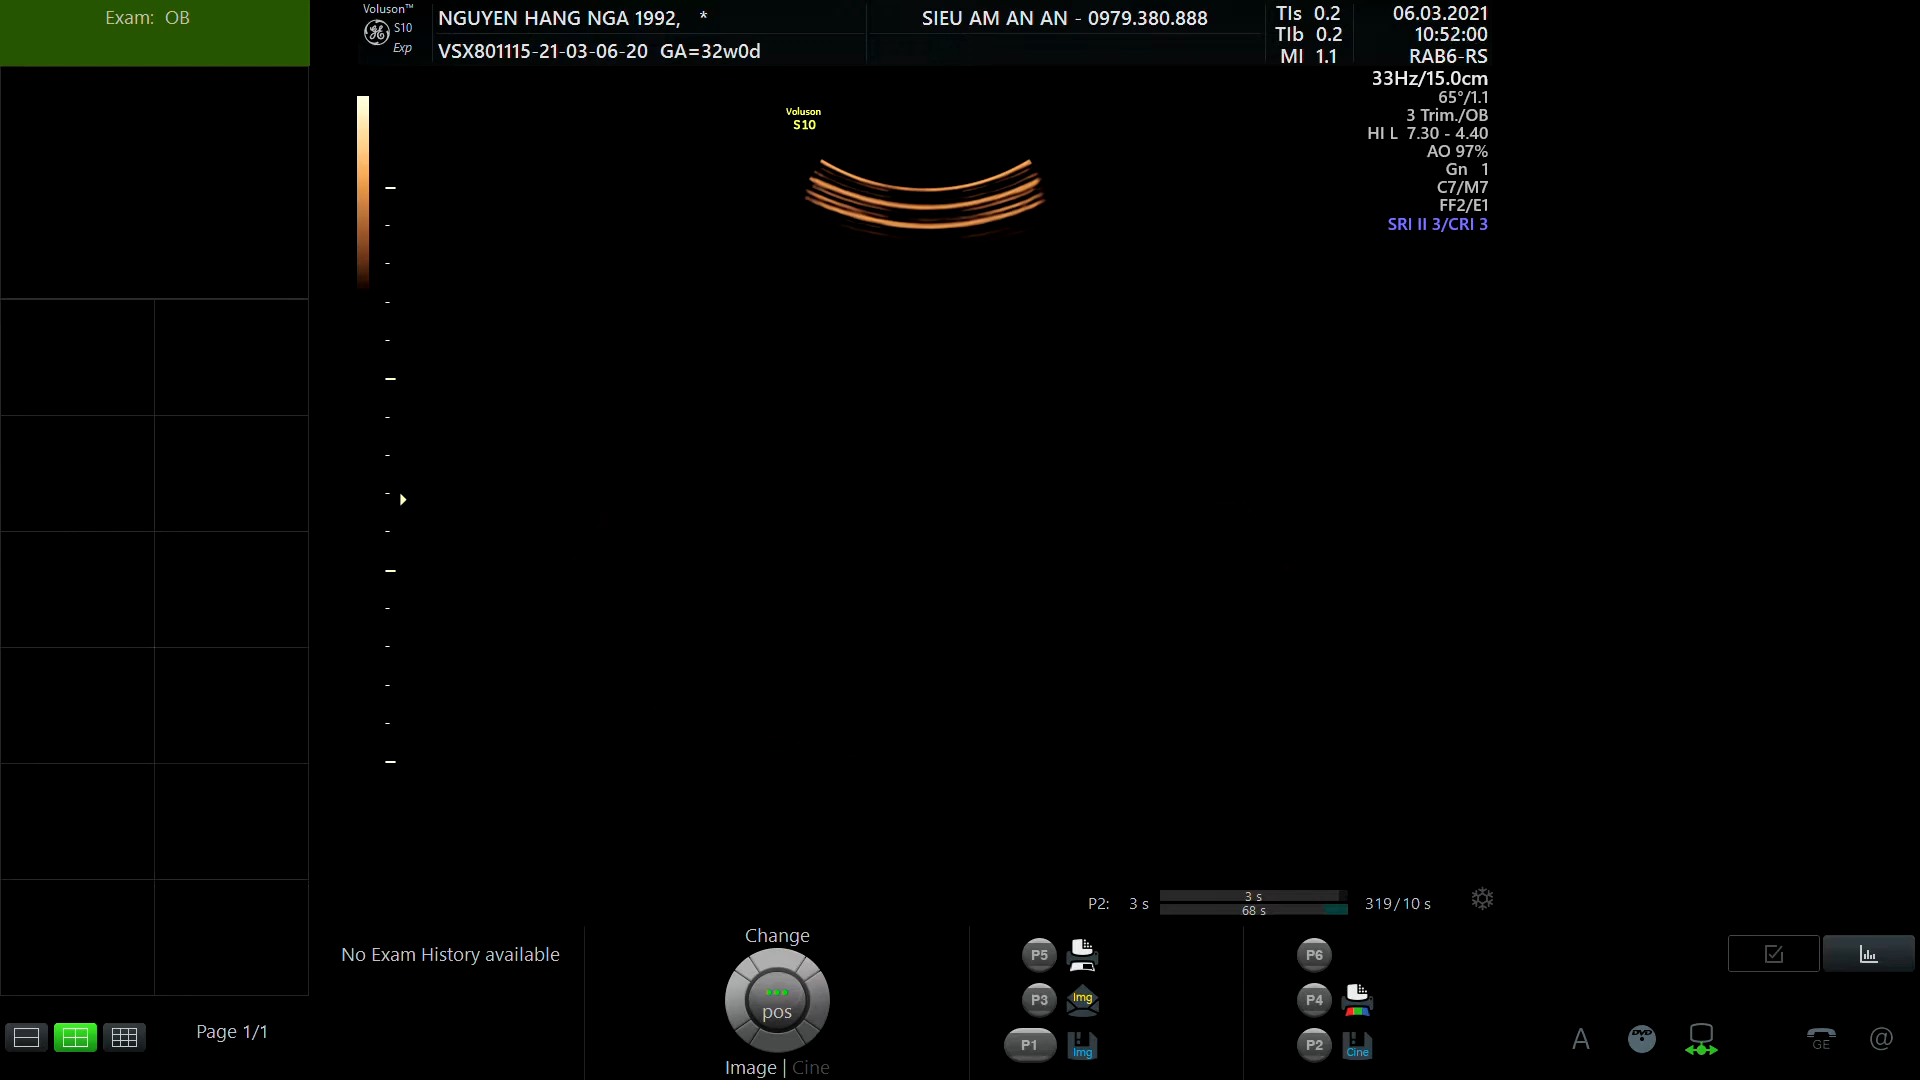 Exam: OB
Voluson™
S10
Exp
NGUYEN HANG NGA 1992, *
VSX801115-21-03-06-20 GA=32w0d
SIEU AM AN AN - 0979.380.888
TIs 0.2
TIb 0.2
MI 1.1
06.03.2021
10:52:00
RAB6-RS
33Hz/15.0cm
65°/1.1
3 Trim./OB
HI L 7.30 - 4.40
AO 97%
Gn 1
C7/M7
FF2/E1
SRI II 3/CRI 3
Voluson
S10
P2: 3 s
3 s
68 s
319/10 s
No Exam History available
Change
pos
Image | Cine
P5
P3 Img
P1 Img
P6
P4
P2 Cine
Page 1/1
A
DVD
GE
@